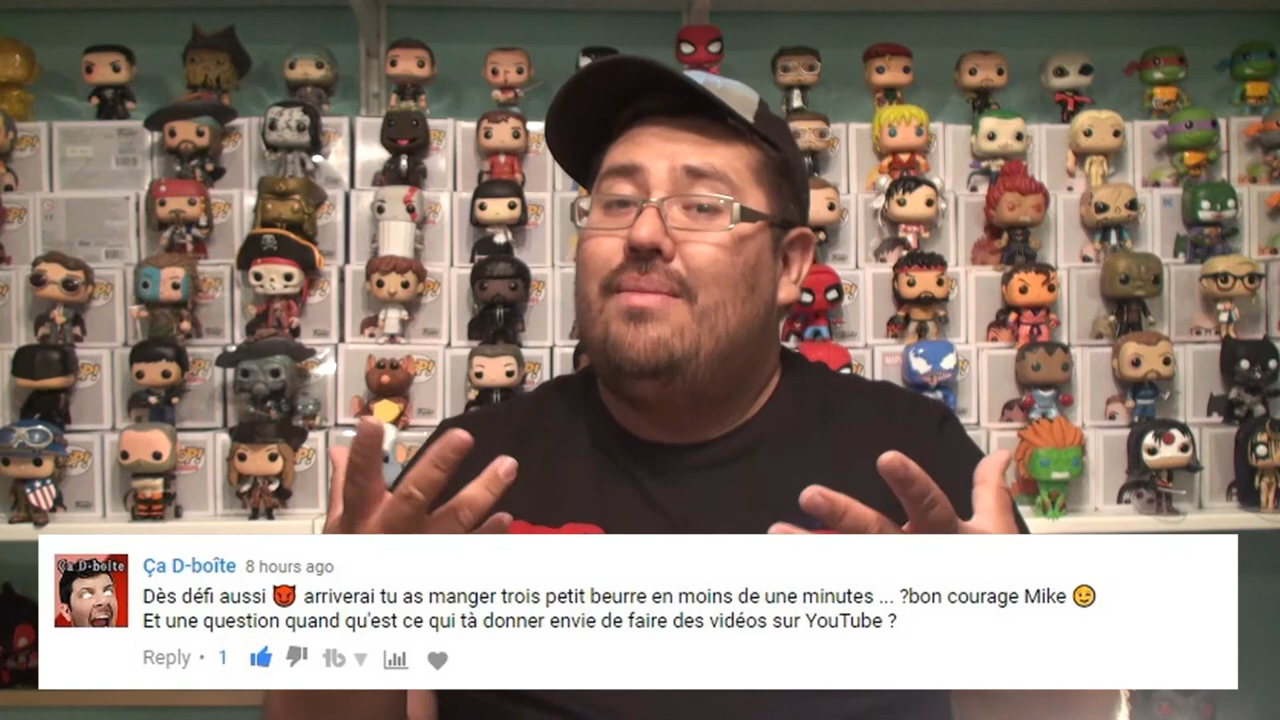 Ça D-boîte
Ça D-boîte 8 hours ago
Dès défi aussi 😈 arriverai tu as manger trois petit beurre en moins de une minutes ... ?bon courage Mike 😉
Et une question quand qu'est ce qui tà donner envie de faire des vidéos sur YouTube ?
Reply • 1